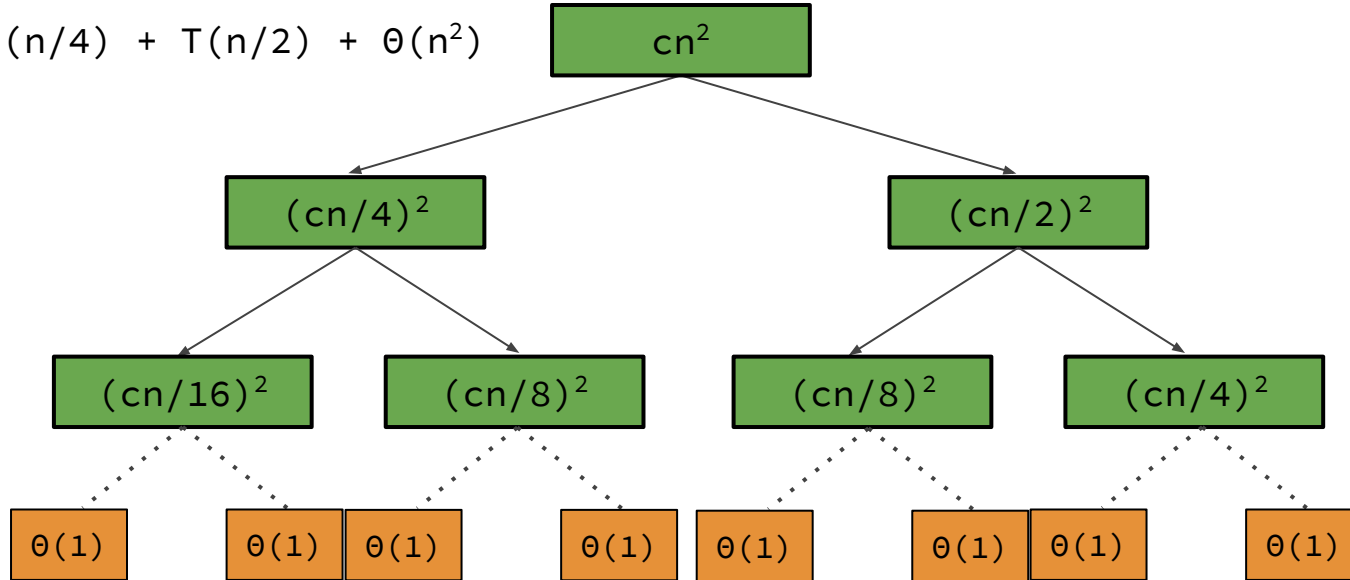 (n/4) + T(n/2) + Θ(n²)
cn²
(cn/4)²
(cn/2)²
(cn/16)²
(cn/8)²
(cn/8)²
(cn/4)²
Θ(1)
Θ(1)
Θ(1)
Θ(1)
Θ(1)
Θ(1)
Θ(1)
Θ(1)